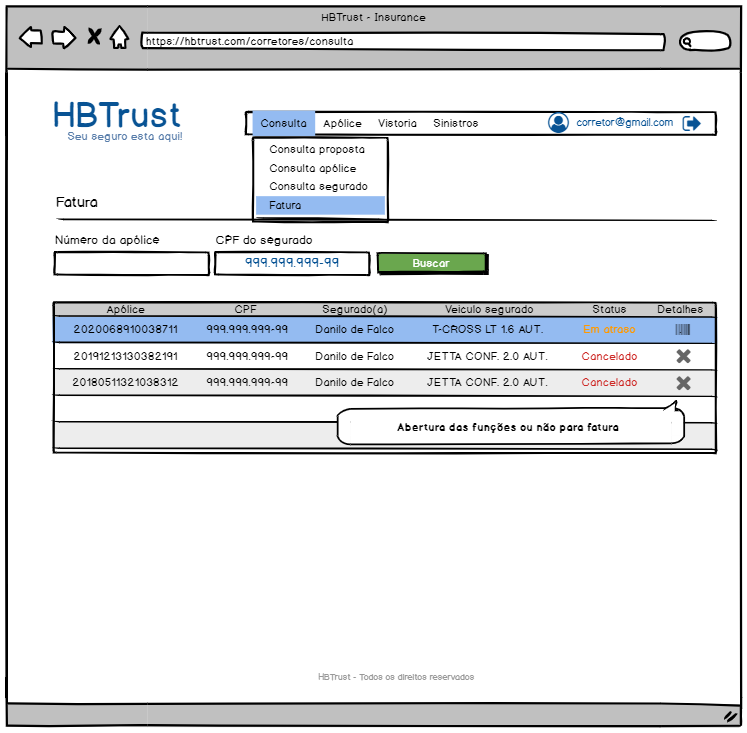 HBTrust - Insurance
https://hbtrust.com/corretores/consulta
HBTrust
Seu seguro esta aqui!
Consulta Apólice Vistoria Sinistros corretor@gmail.com
Consulta proposta
Consulta apólice
Consulta segurado
Fatura
Fatura
Número da apólice CPF do segurado
999.999.999-99 Buscar
Apólice CPF Segurado(a) Veiculo segurado Status Detalhes
2020068910038711 999.999.999-99 Danilo de Falco T-CROSS LT 1.6 AUT. Em atraso
20191213130382191 999.999.999-99 Danilo de Falco JETTA CONF. 2.0 AUT. Cancelado
20180511321038312 999.999.999-99 Danilo de Falco JETTA CONF. 2.0 AUT. Cancelado
Abertura das funções ou não para fatura
HBTrust - Todos os direitos reservados